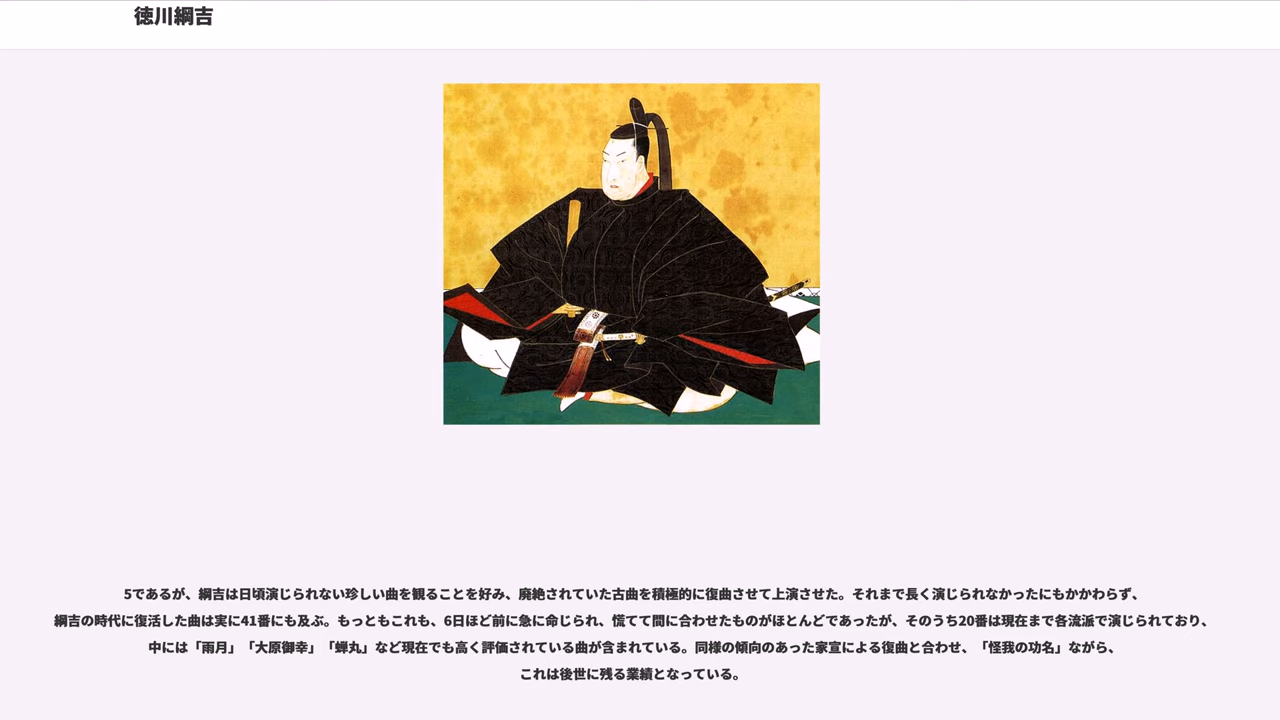 徳川綱吉
5であるが、綱吉は日頃演じられない珍しい曲を観ることを好み、廃絶されていた古曲を積極的に復曲させて上演させた。それまで長く演じられなかったにもかかわらず、
綱吉の時代に復活した曲は実に41番にも及ぶ。もっともこれも、6日ほど前に急に命じられ、慌てて間に合わせたものがほとんどであったが、そのうち20番は現在まで各流派で演じられており、
中には「雨月」「大原御幸」「蝉丸」など現在でも高く評価されている曲が含まれている。同様の傾向のあった家宣による復曲と合わせ、「怪我の功名」ながら、
これは後世に残る業績となっている。